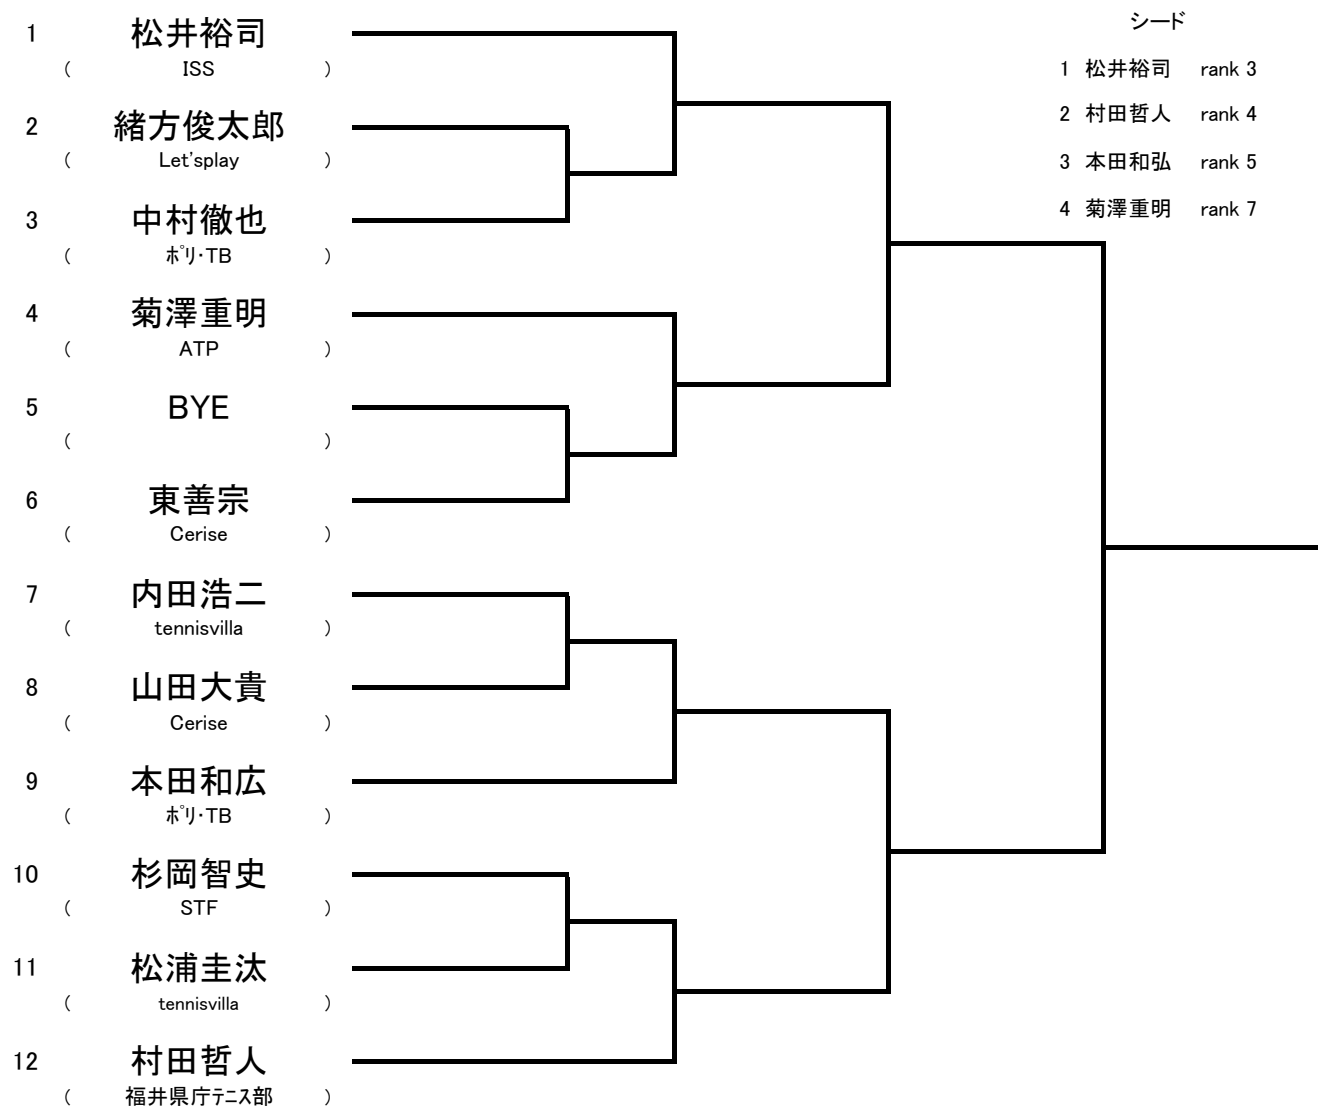 1 松井裕司
( ISS )
2 緒方俊太郎
( Let'splay )
3 中村徹也
( ﾎﾟﾘ・TB )
4 菊澤重明
( ATP )
5 BYE
( )
6 東善宗
( Cerise )
7 内田浩二
( tennisvilla )
8 山田大貴
( Cerise )
9 本田和広
( ﾎﾟﾘ・TB )
10 杉岡智史
( STF )
11 松浦圭汰
( tennisvilla )
12 村田哲人
( 福井県庁ﾃﾆｽ部 )
シード
1 松井裕司 rank 3
2 村田哲人 rank 4
3 本田和弘 rank 5
4 菊澤重明 rank 7